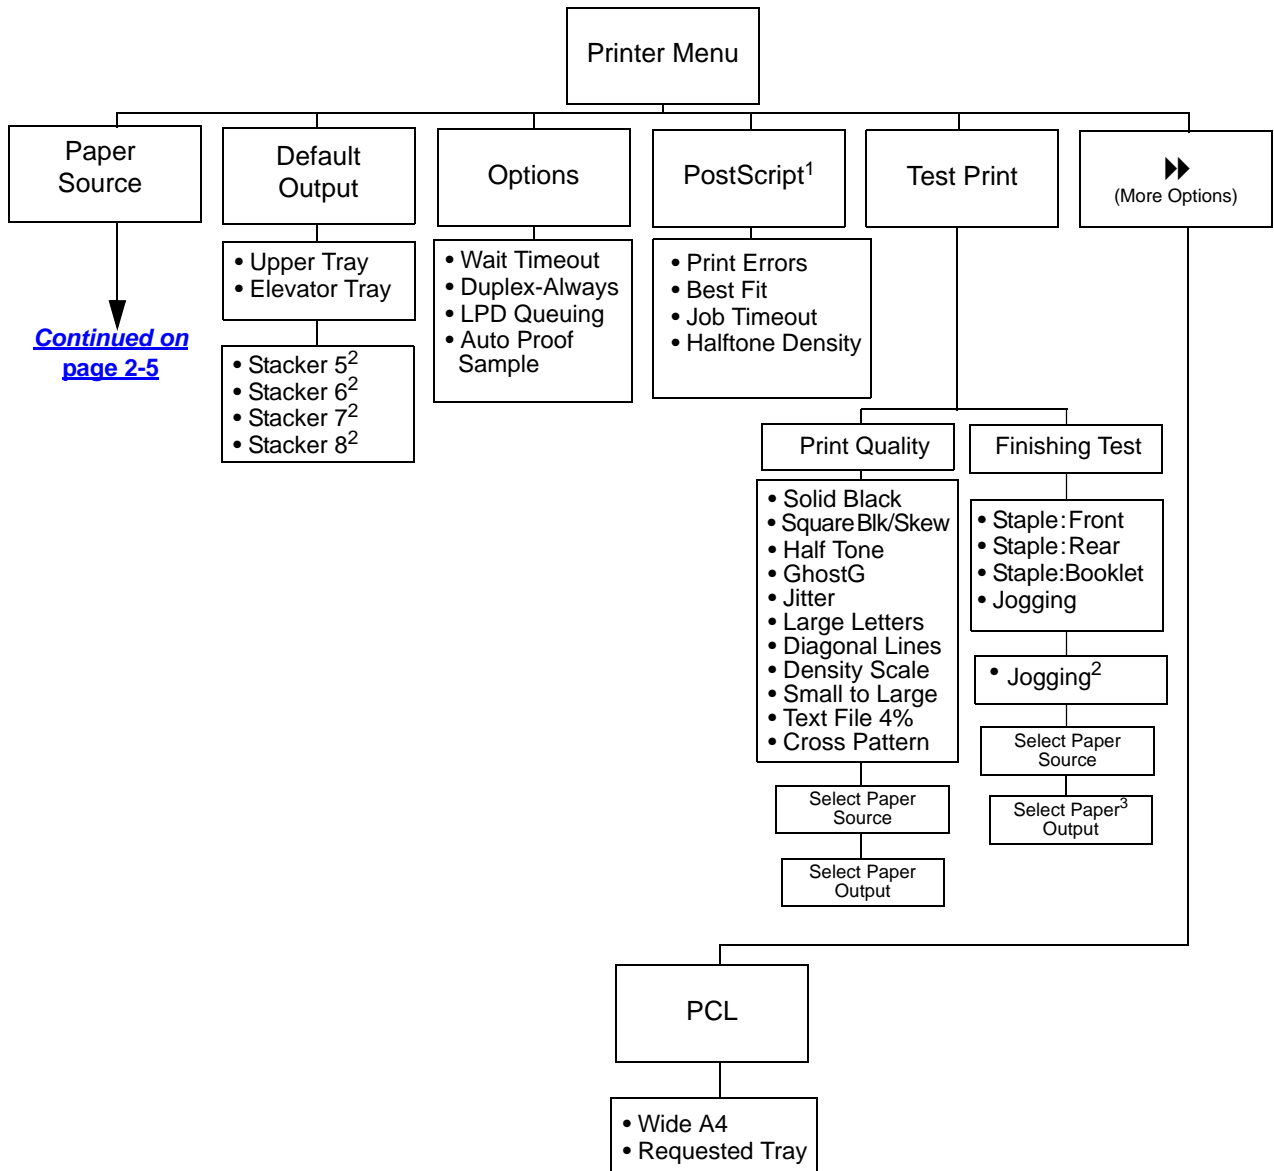 Printer Menu
Paper
Source
Default
Output
Options
PostScript1
Test Print
(More Options)
Continued on
page 2-5
• Upper Tray
• Elevator Tray
• Stacker 52
• Stacker 62
• Stacker 72
• Stacker 82
• Wait Timeout
• Duplex-Always
• LPD Queuing
• Auto Proof
Sample
• Print Errors
• Best Fit
• Job Timeout
• Halftone Density
Print Quality
• Solid Black
• Square Blk/Skew
• Half Tone
• GhostG
• Jitter
• Large Letters
• Diagonal Lines
• Density Scale
• Small to Large
• Text File 4%
• Cross Pattern
Select Paper
Source
Select Paper
Output
Finishing Test
• Staple:Front
• Staple:Rear
• Staple:Booklet
• Jogging
• Jogging2
Select Paper
Source
Select Paper3
Output
PCL
• Wide A4
• Requested Tray